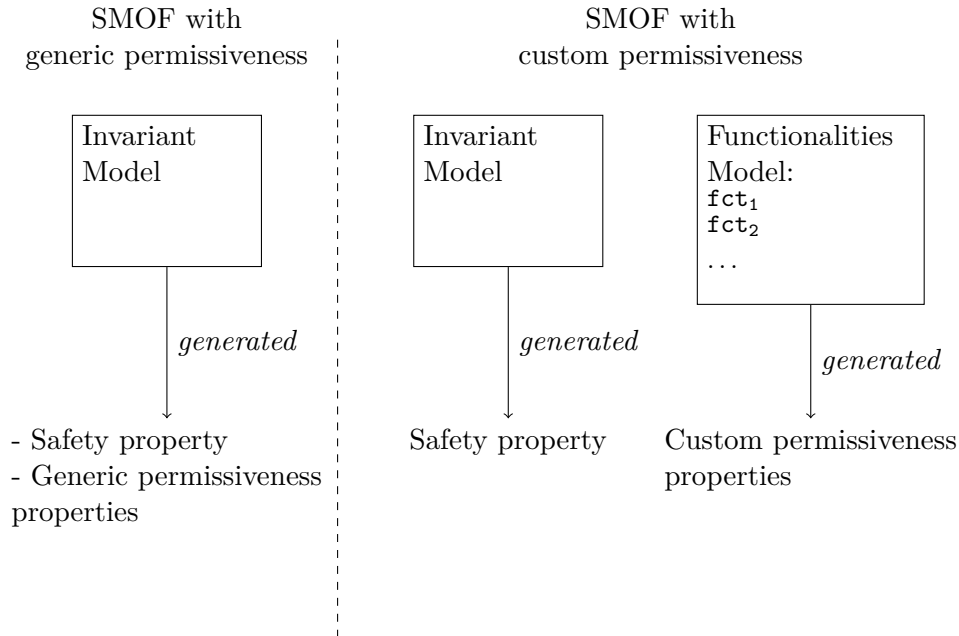 SMOF with
generic permissiveness
Invariant
Model
generated
- Safety property
- Generic permissiveness
properties
SMOF with
custom permissiveness
Invariant
Model
generated
Safety property
Functionalities
Model:
fct₁
fct₂
...
generated
Custom permissiveness
properties